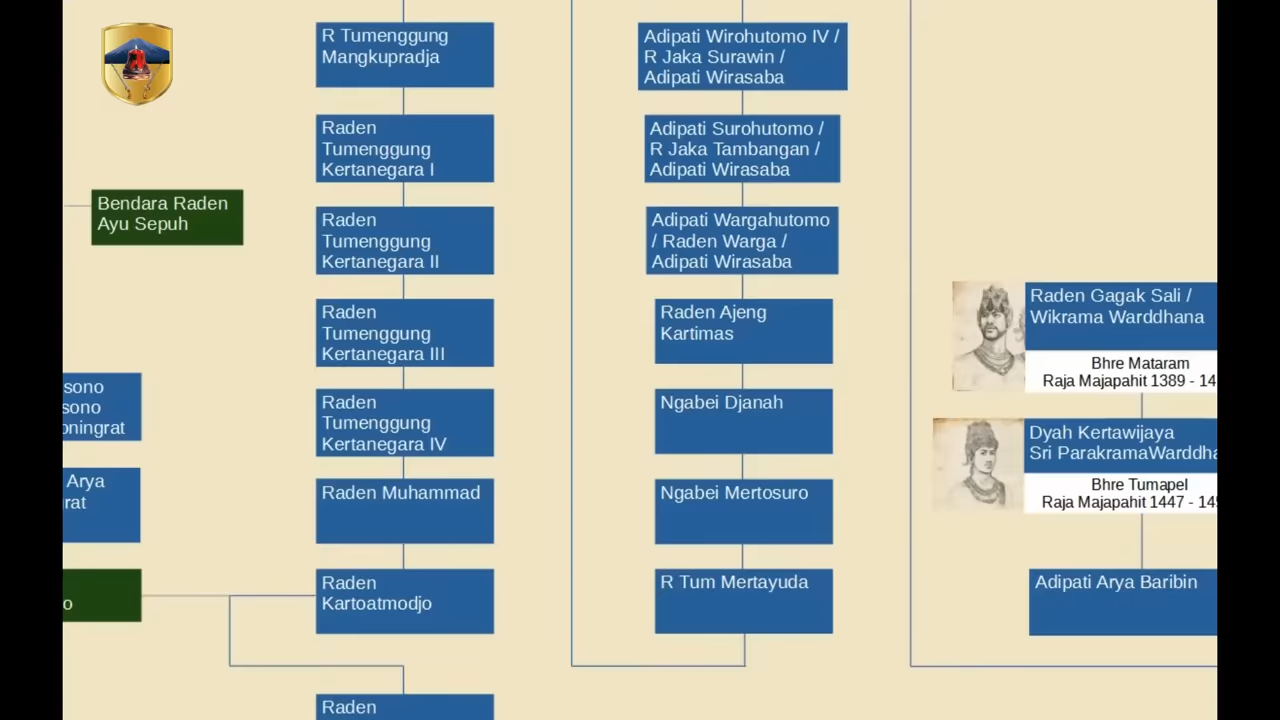 R Tumenggung
Mangkupradja
Raden
Tumenggung
Kertanegara I
Raden
Tumenggung
Kertanegara II
Raden
Tumenggung
Kertanegara III
Raden
Tumenggung
Kertanegara IV
Raden Muhammad
Raden
Kartoatmodjo
Raden
Bendara Raden
Ayu Sepuh
sono
sono
oningrat
Arya
rat
o
Adipati Wirohutomo IV /
R Jaka Surawin /
Adipati Wirasaba
Adipati Surohutomo /
R Jaka Tambangan /
Adipati Wirasaba
Adipati Wargahutomo
/ Raden Warga /
Adipati Wirasaba
Raden Ajeng
Kartimas
Ngabei Djanah
Ngabei Mertosuro
R Tum Mertayuda
Raden Gagak Sali /
Wikrama Warddhana
Bhre Mataram
Raja Majapahit 1389 - 14
Dyah Kertawijaya
Sri ParakramaWarddha
Bhre Tumapel
Raja Majapahit 1447 - 14
Adipati Arya Baribin